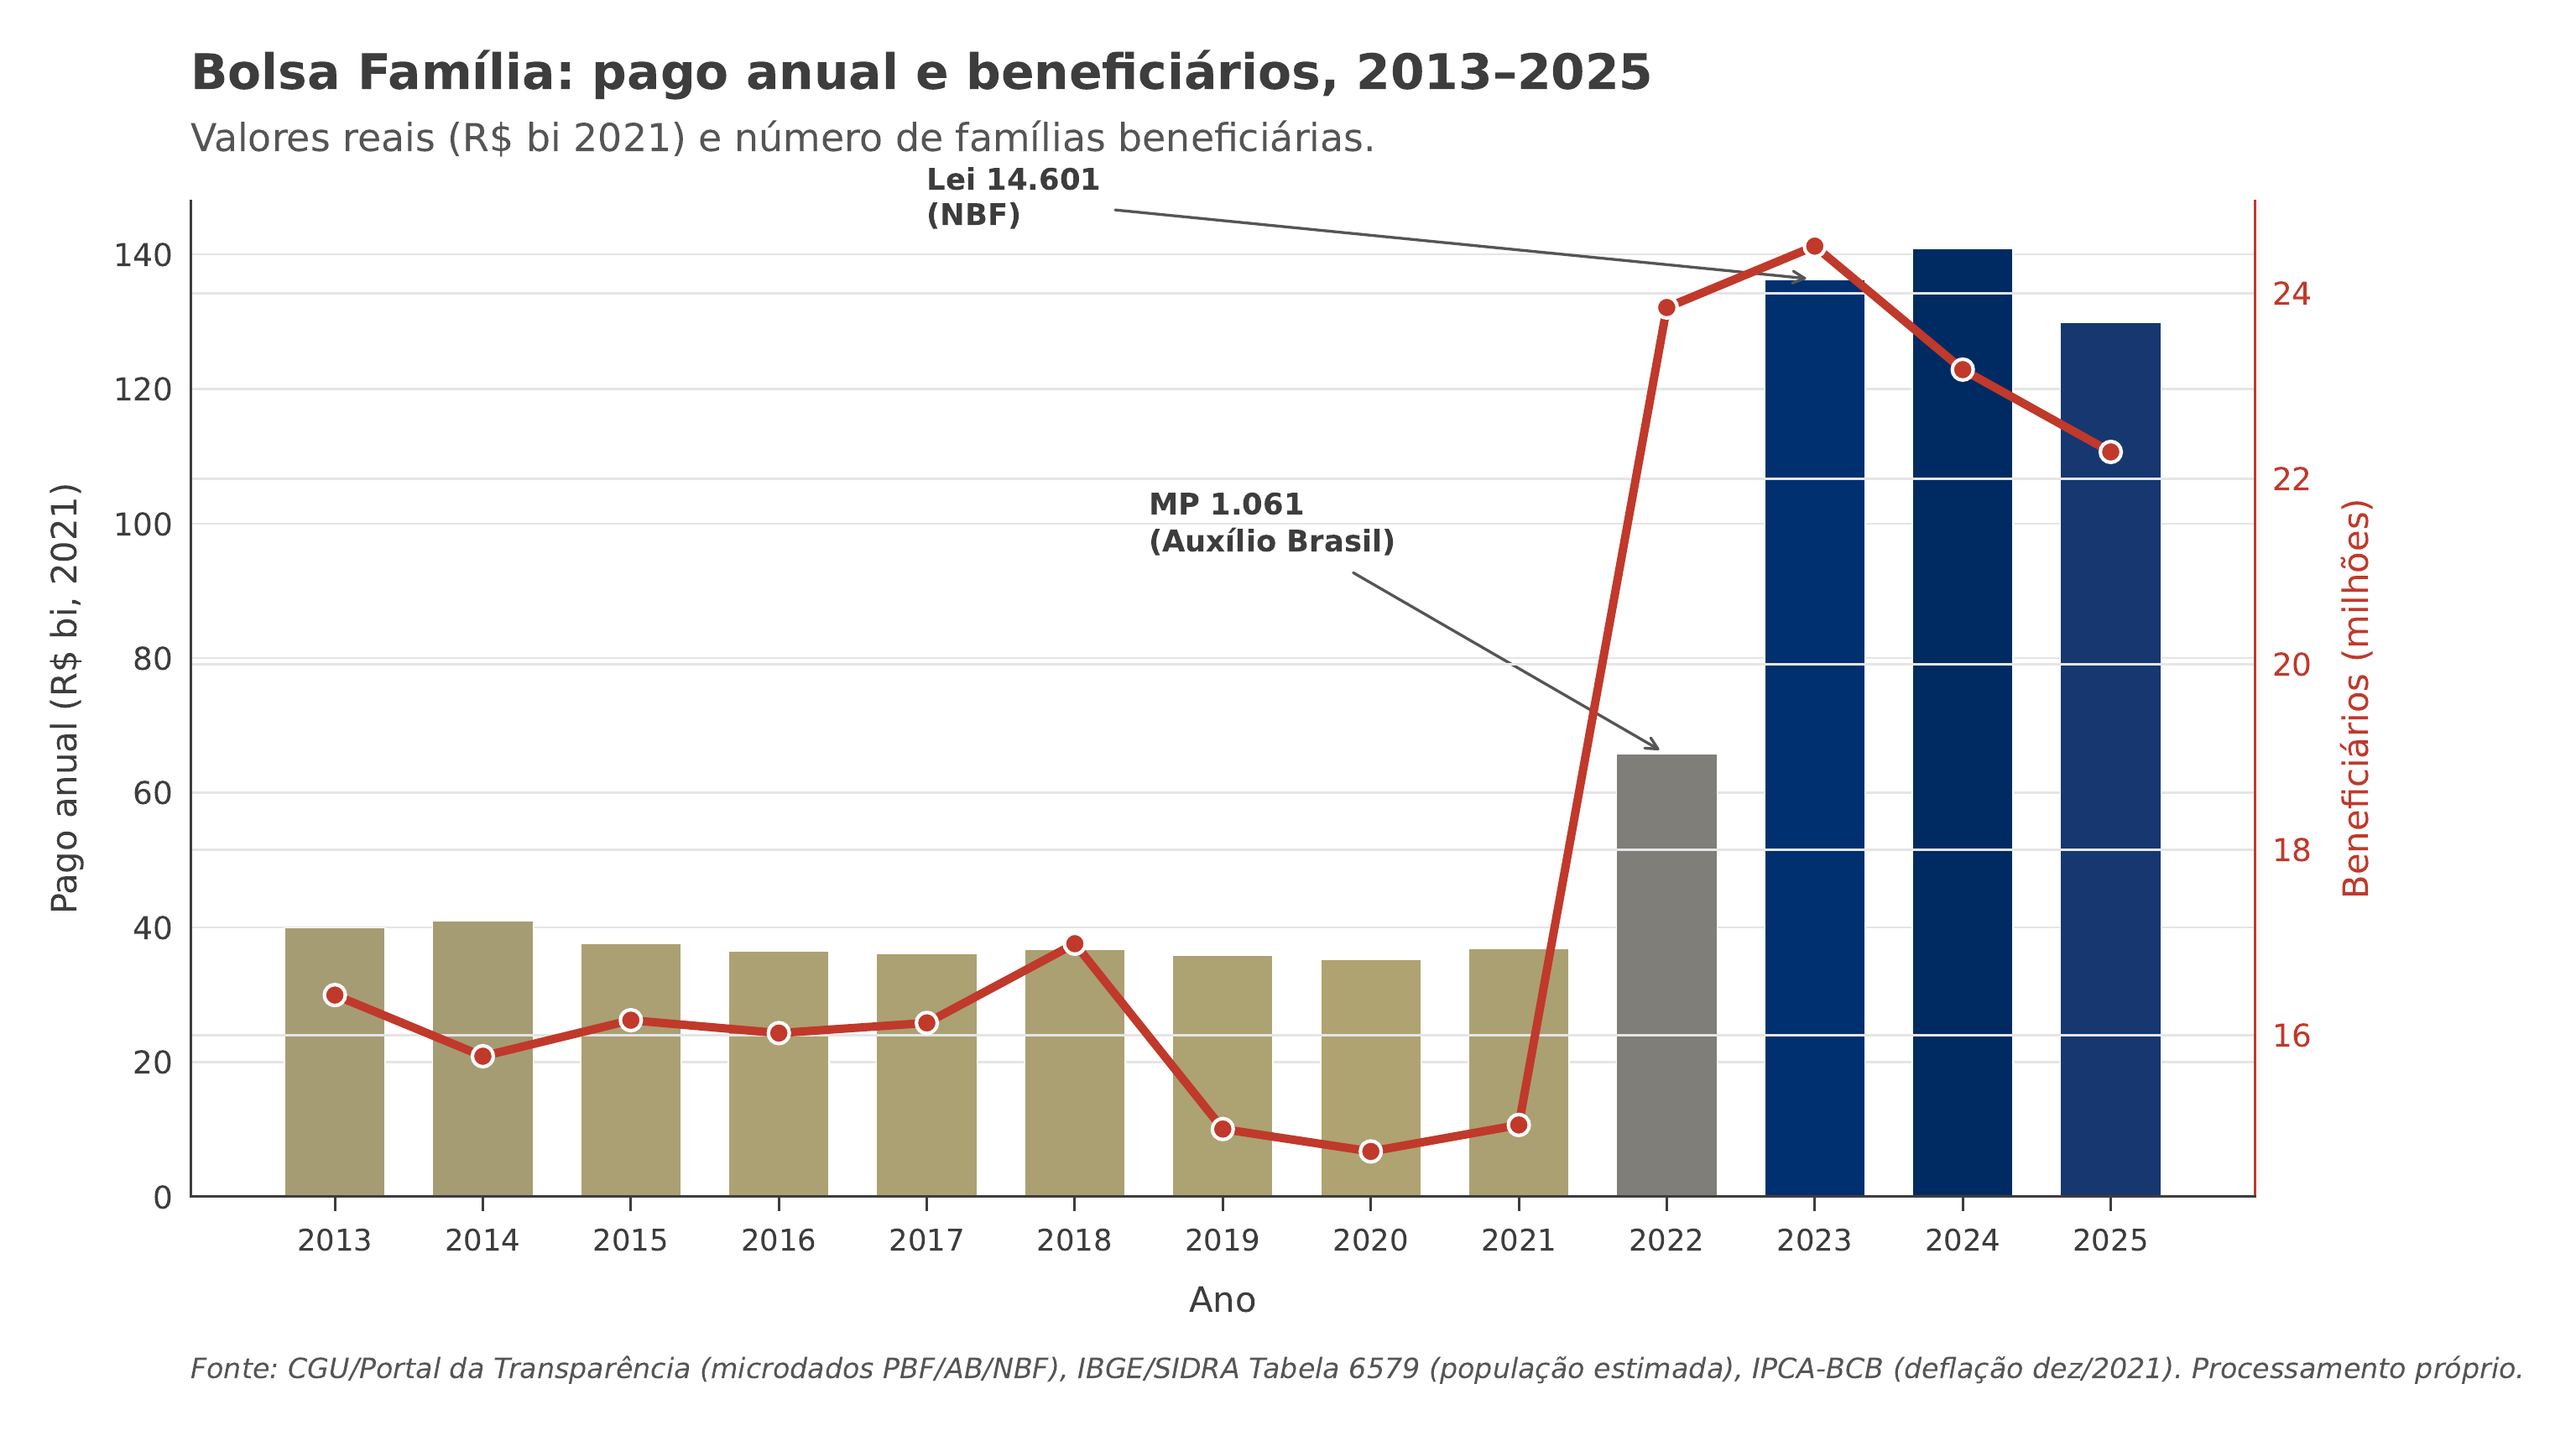 Bolsa Família: pago anual e beneficiários, 2013–2025
Valores reais (R$ bi 2021) e número de famílias beneficiárias.
Lei 14.601
(NBF)
MP 1.061
(Auxílio Brasil)
Pago anual (R$ bi, 2021)
140
120
100
80
60
40
20
0
24
22
20
18
16
Beneficiários (milhões)
2013 2014 2015 2016 2017 2018 2019 2020 2021 2022 2023 2024 2025
Ano
Fonte: CGU/Portal da Transparência (microdados PBF/AB/NBF), IBGE/SIDRA Tabela 6579 (população estimada), IPCA-BCB (deflação dez/2021). Processamento próprio.